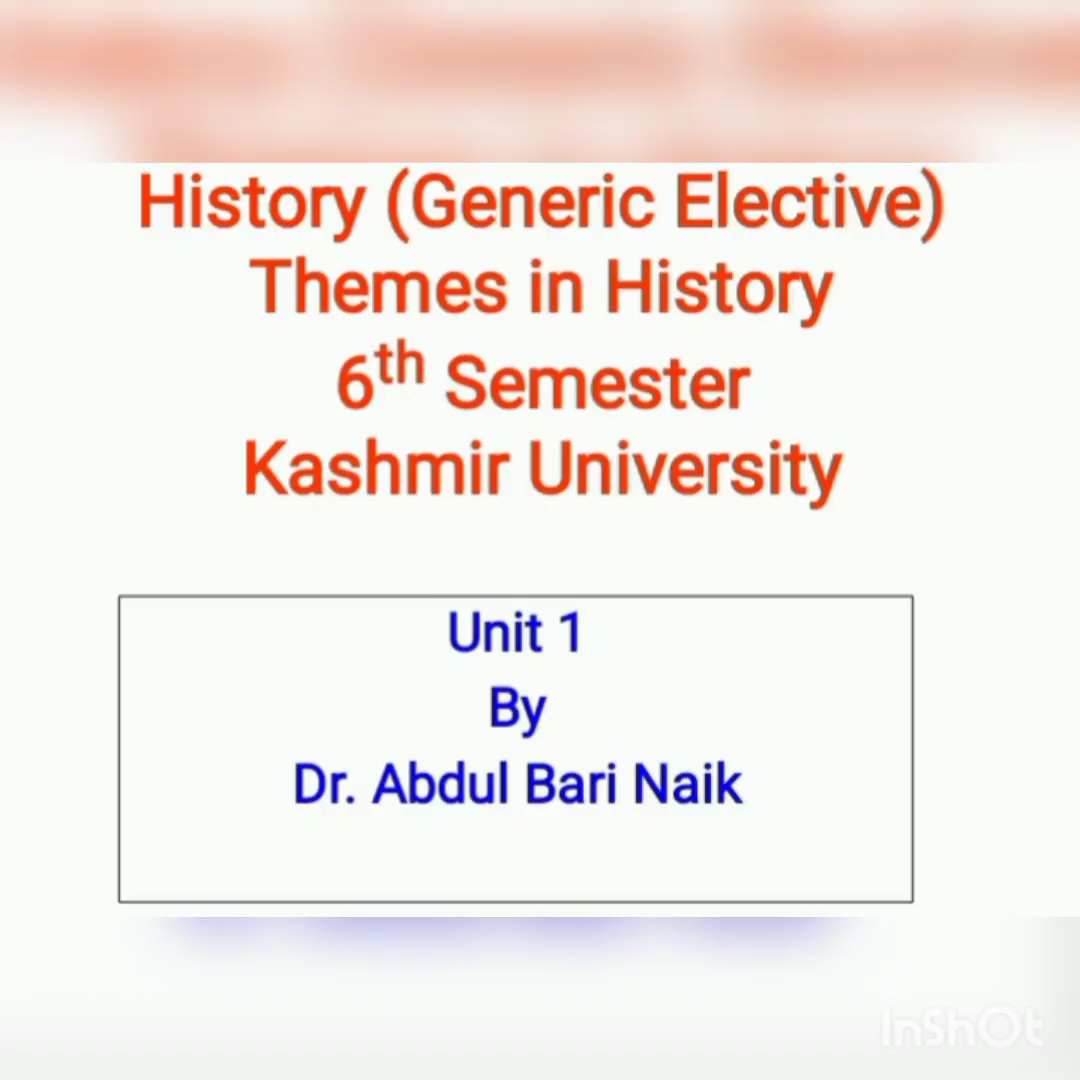 History (Generic Elective)
Themes in History
6th Semester
Kashmir University
Unit 1
By
Dr. Abdul Bari Naik
InShOt